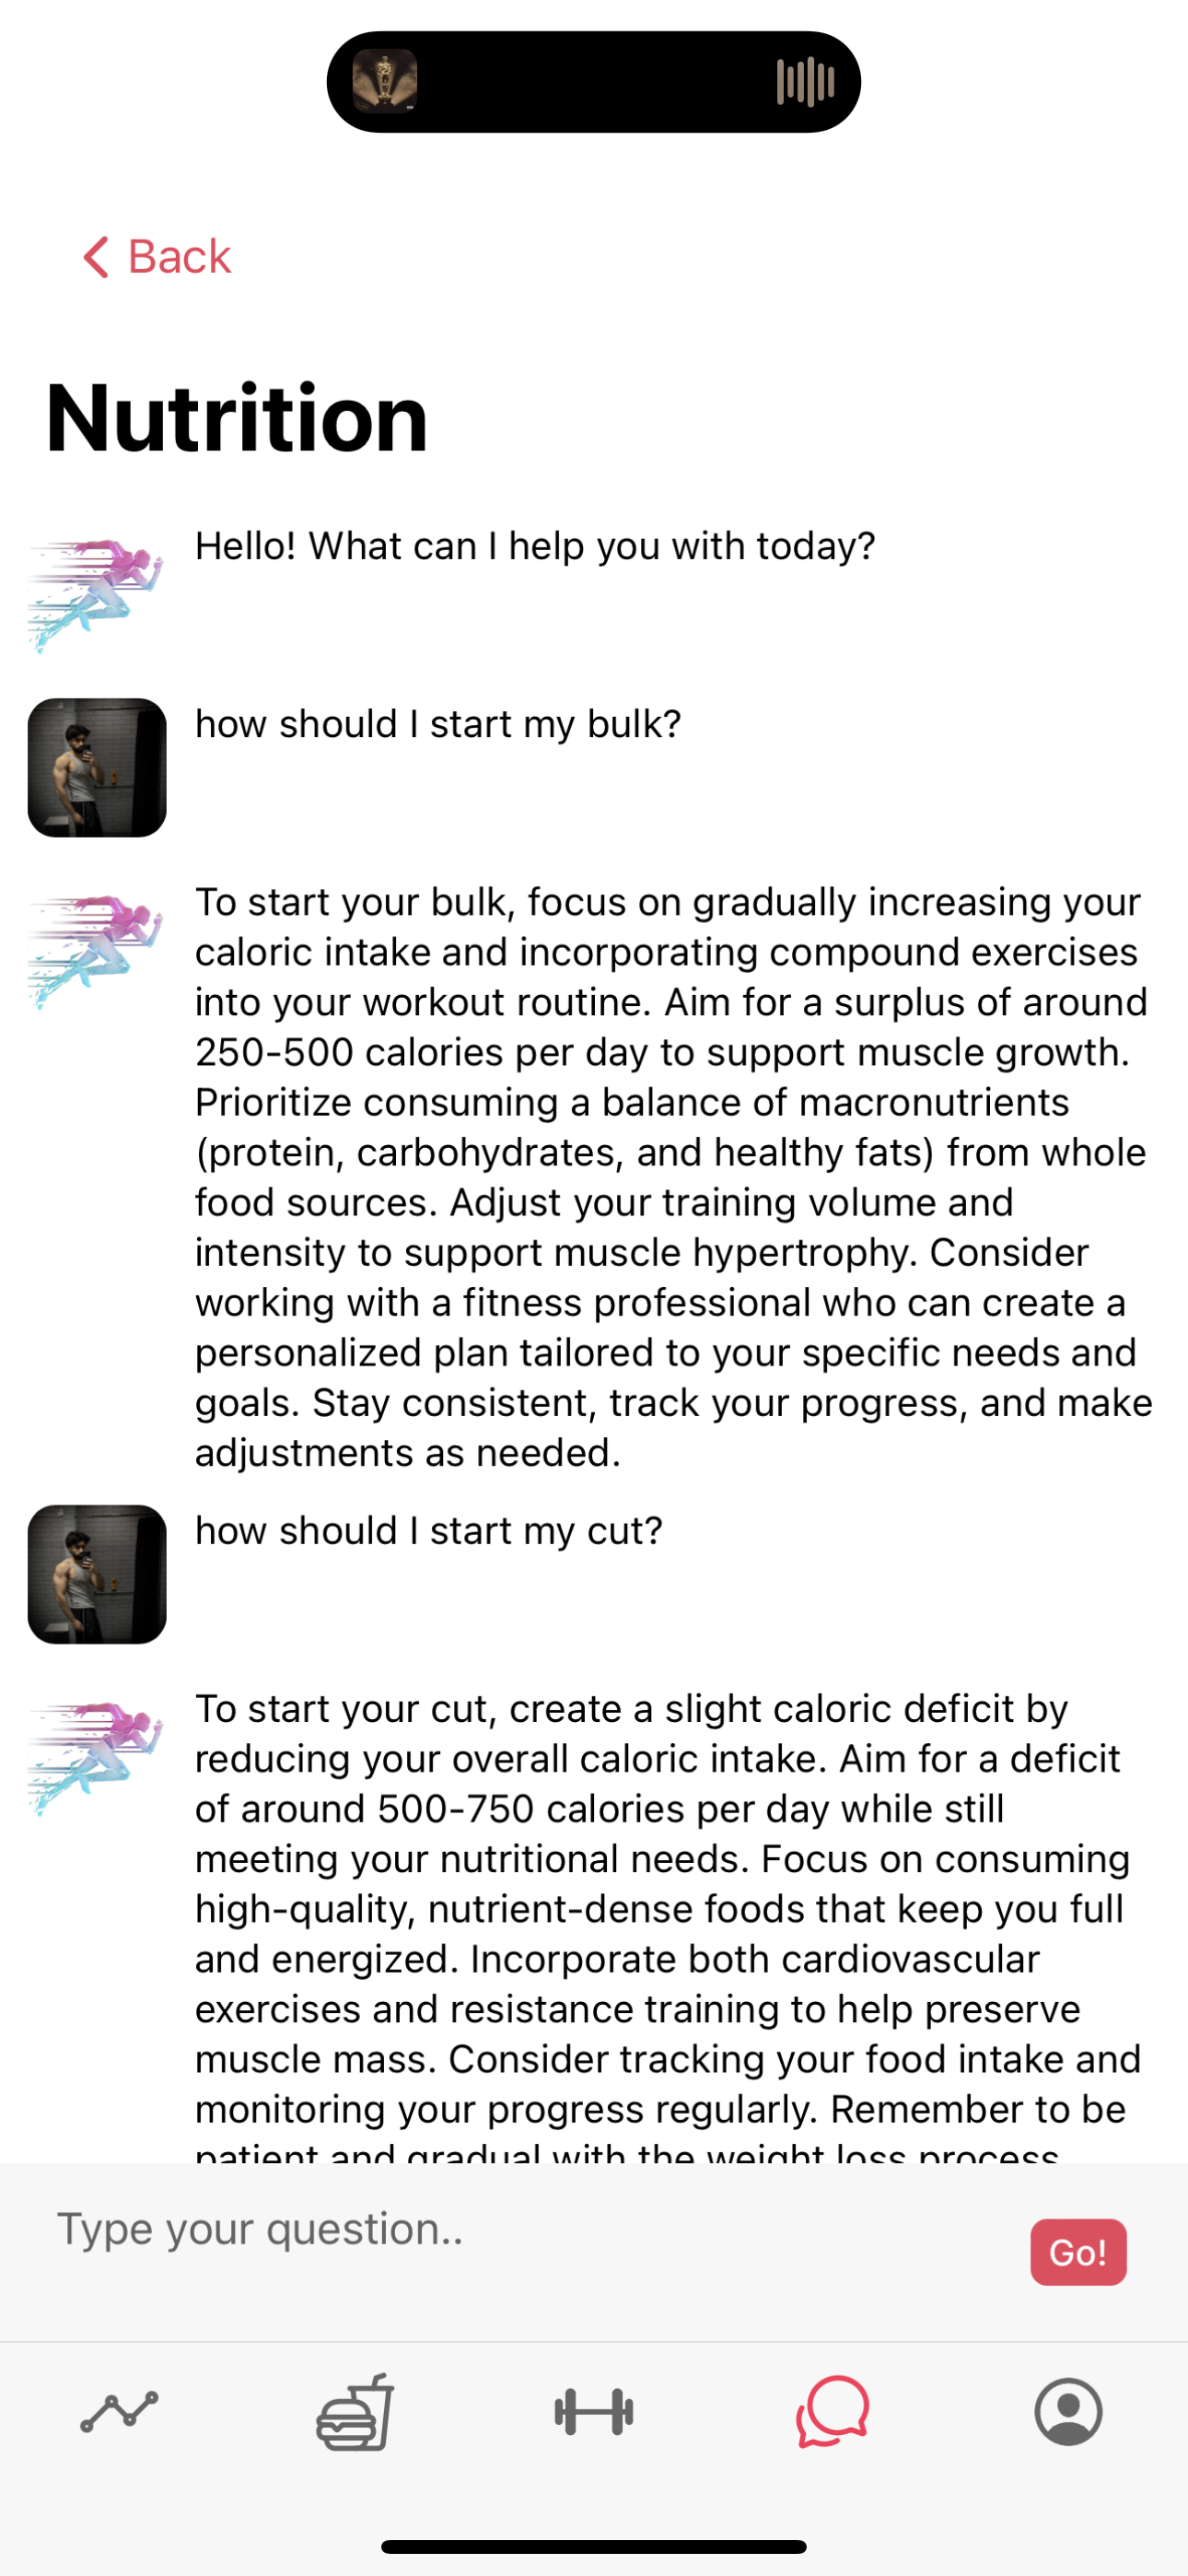 Back
Nutrition
Hello! What can I help you with today?
how should I start my bulk?
To start your bulk, focus on gradually increasing your
caloric intake and incorporating compound exercises
into your workout routine. Aim for a surplus of around
250-500 calories per day to support muscle growth.
Prioritize consuming a balance of macronutrients
(protein, carbohydrates, and healthy fats) from whole
food sources. Adjust your training volume and
intensity to support muscle hypertrophy. Consider
working with a fitness professional who can create a
personalized plan tailored to your specific needs and
goals. Stay consistent, track your progress, and make
adjustments as needed.
how should I start my cut?
To start your cut, create a slight caloric deficit by
reducing your overall caloric intake. Aim for a deficit
of around 500-750 calories per day while still
meeting your nutritional needs. Focus on consuming
high-quality, nutrient-dense foods that keep you full
and energized. Incorporate both cardiovascular
exercises and resistance training to help preserve
muscle mass. Consider tracking your food intake and
monitoring your progress regularly. Remember to be
patient and gradual with the weight loss process
Type your question..
Go!